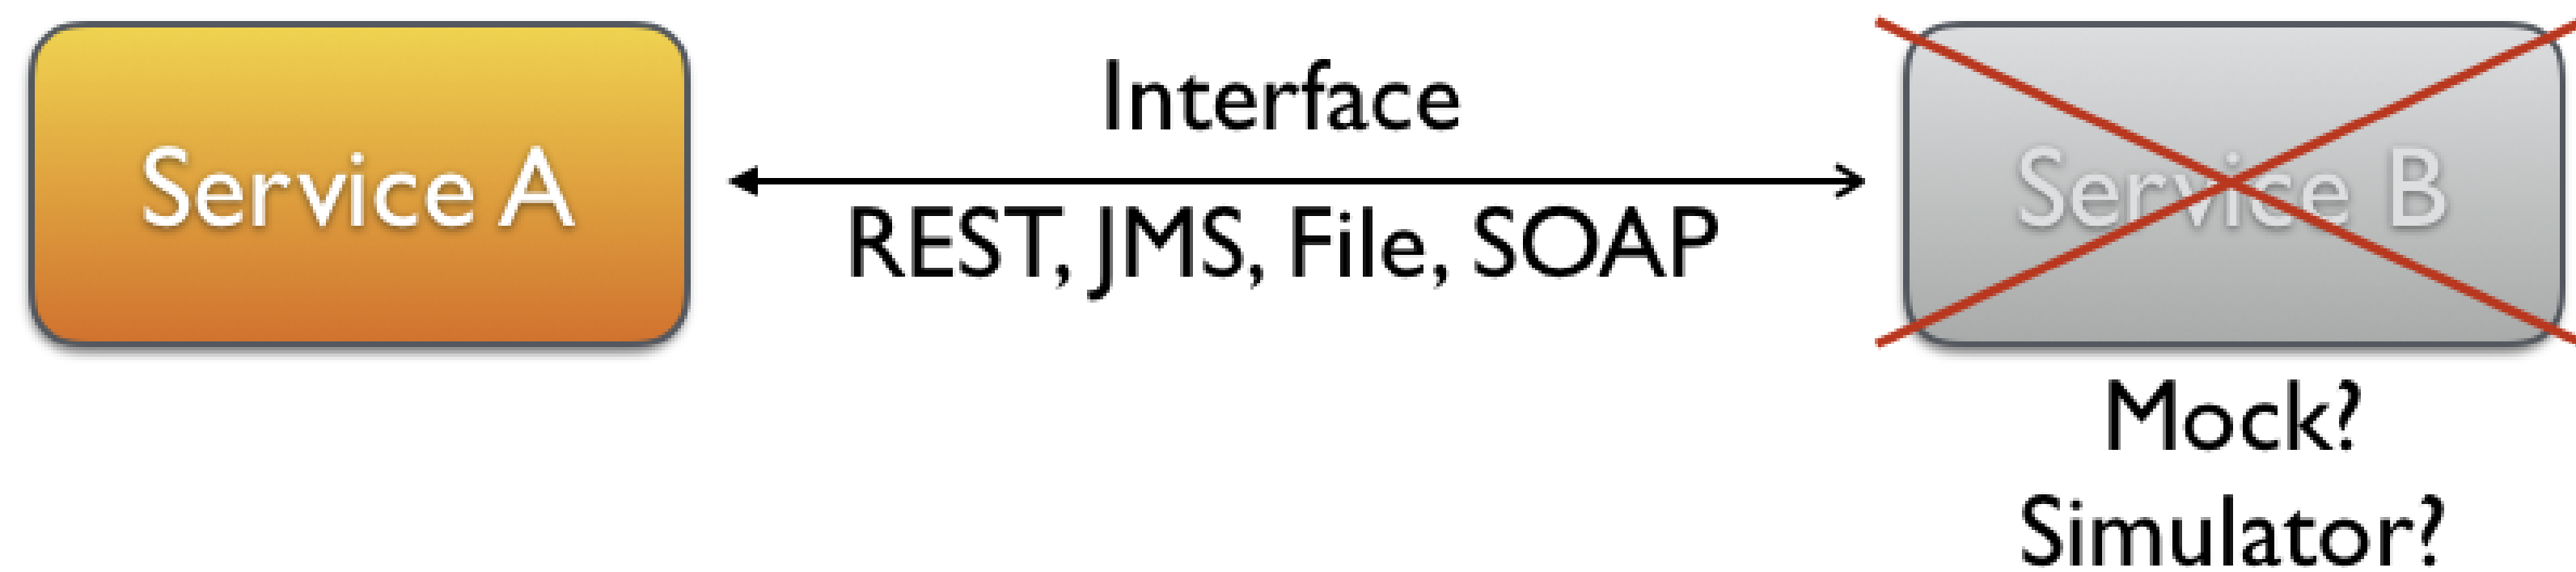 Service A
Interface
REST, JMS, File, SOAP
Service B
Mock?
Simulator?